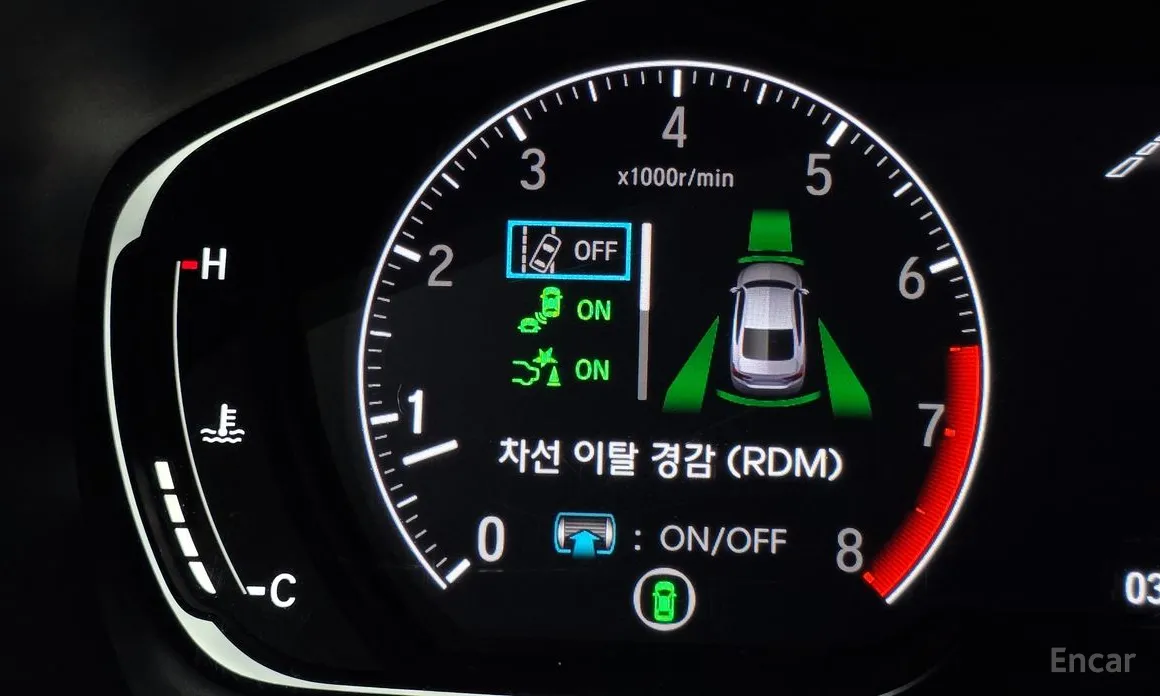 4
3
5
x1000r/min
2
OFF
6
H
ON
ON
1
7
차선 이탈 경감 (RDM)
0
: ON/OFF
8
C
03
Encar